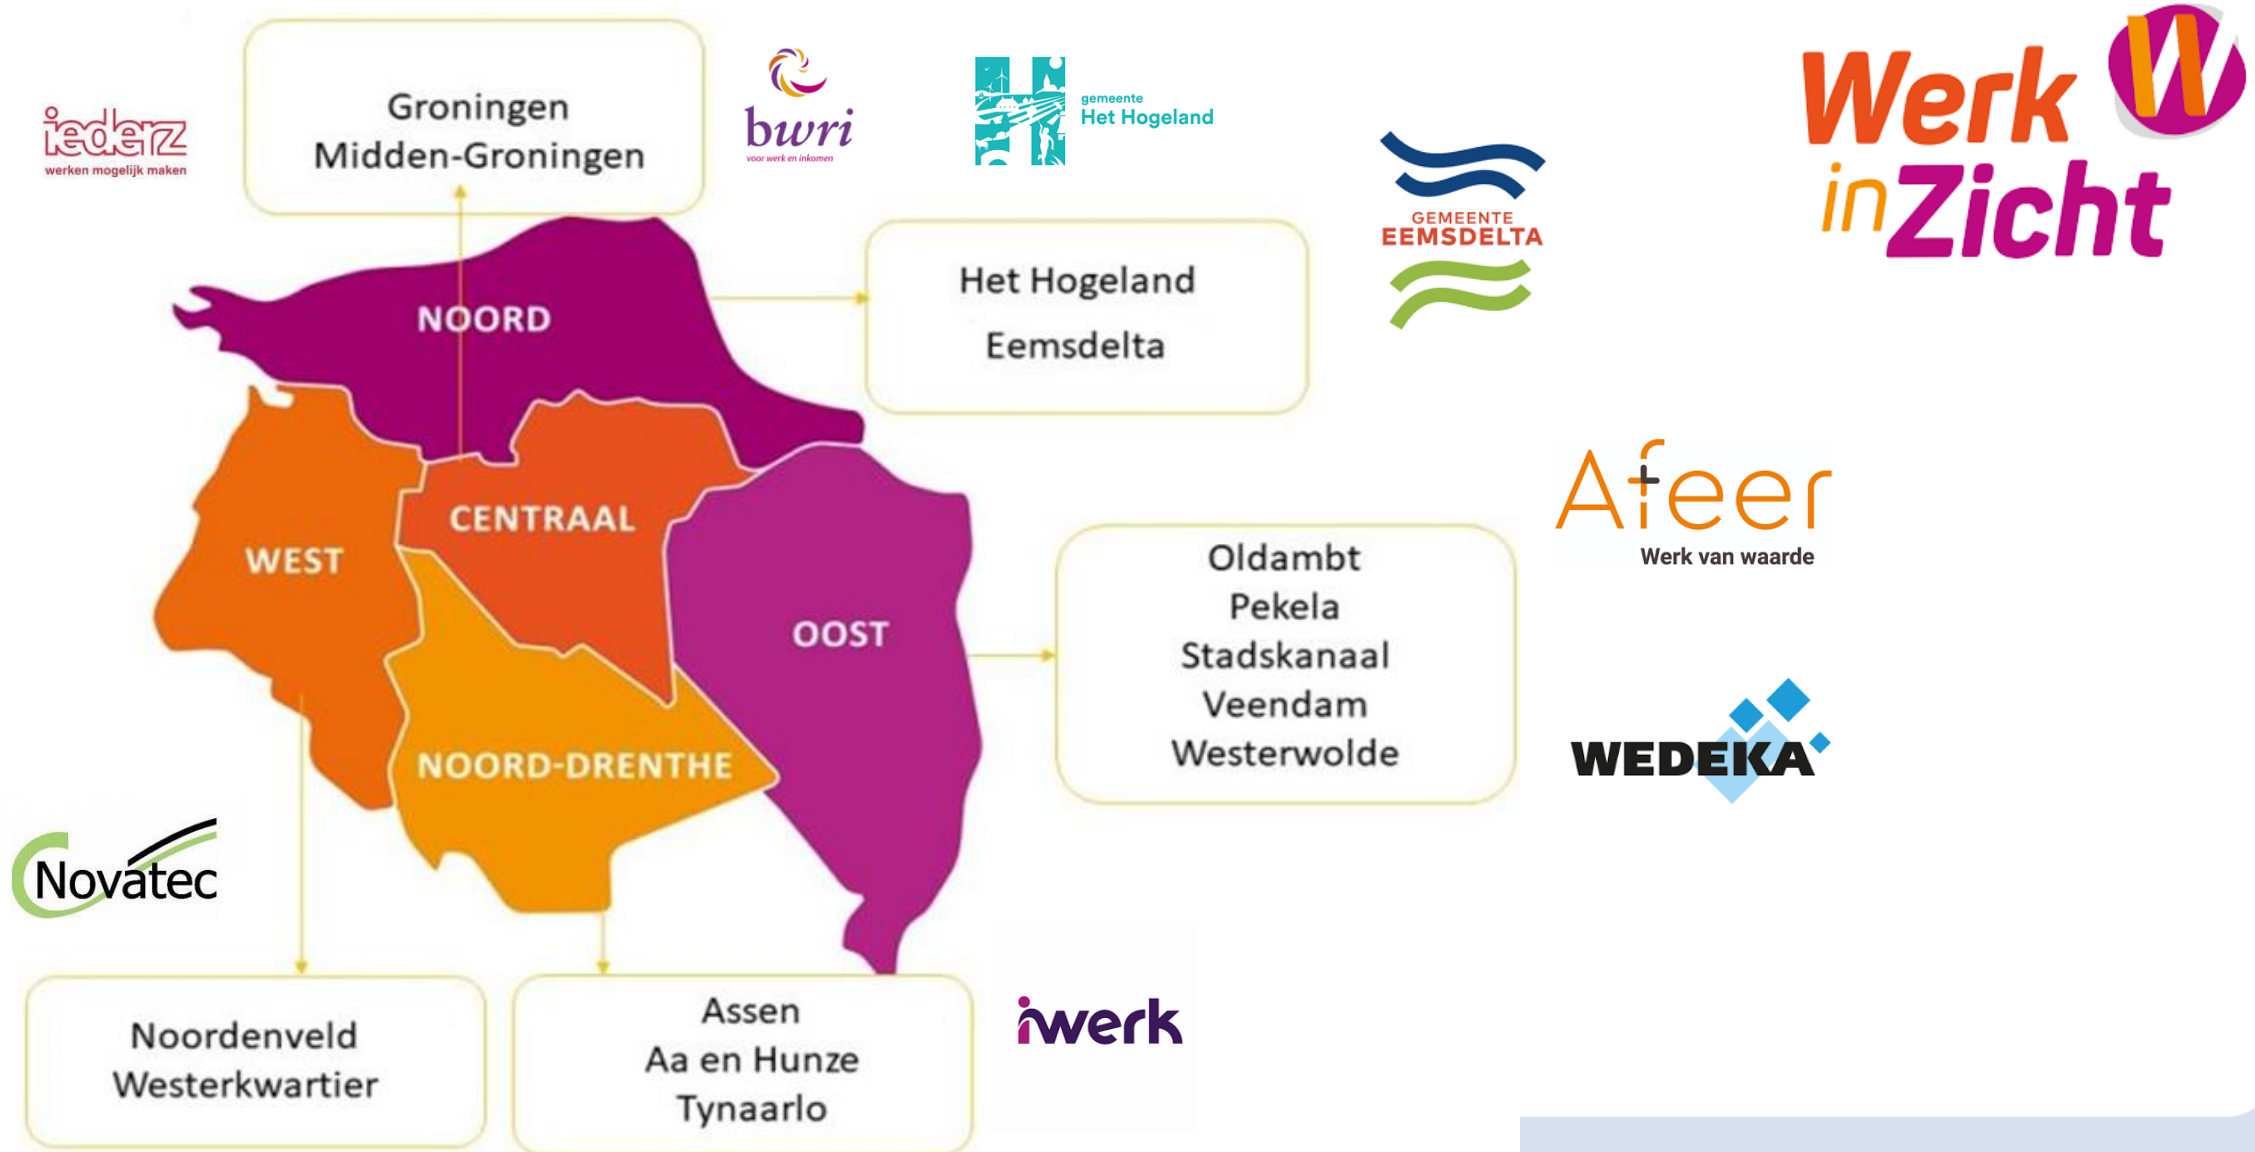 iederz
werken mogelijk maken
Groningen
Midden-Groningen
bwri
voor werk en inkomen
gemeente
Het Hogeland
GEMEENTE
EEMSDELTA
Werk
in Zicht
W
Het Hogeland
Eemsdelta
NOORD
CENTRAAL
WEST
OOST
NOORD-DRENTHE
Afeer
Werk van waarde
Oldambt
Pekela
Stadskanaal
Veendam
Westerwolde
WEDEKA
Novatec
Noordenveld
Westerkwartier
Assen
Aa en Hunze
Tynaarlo
iwerk